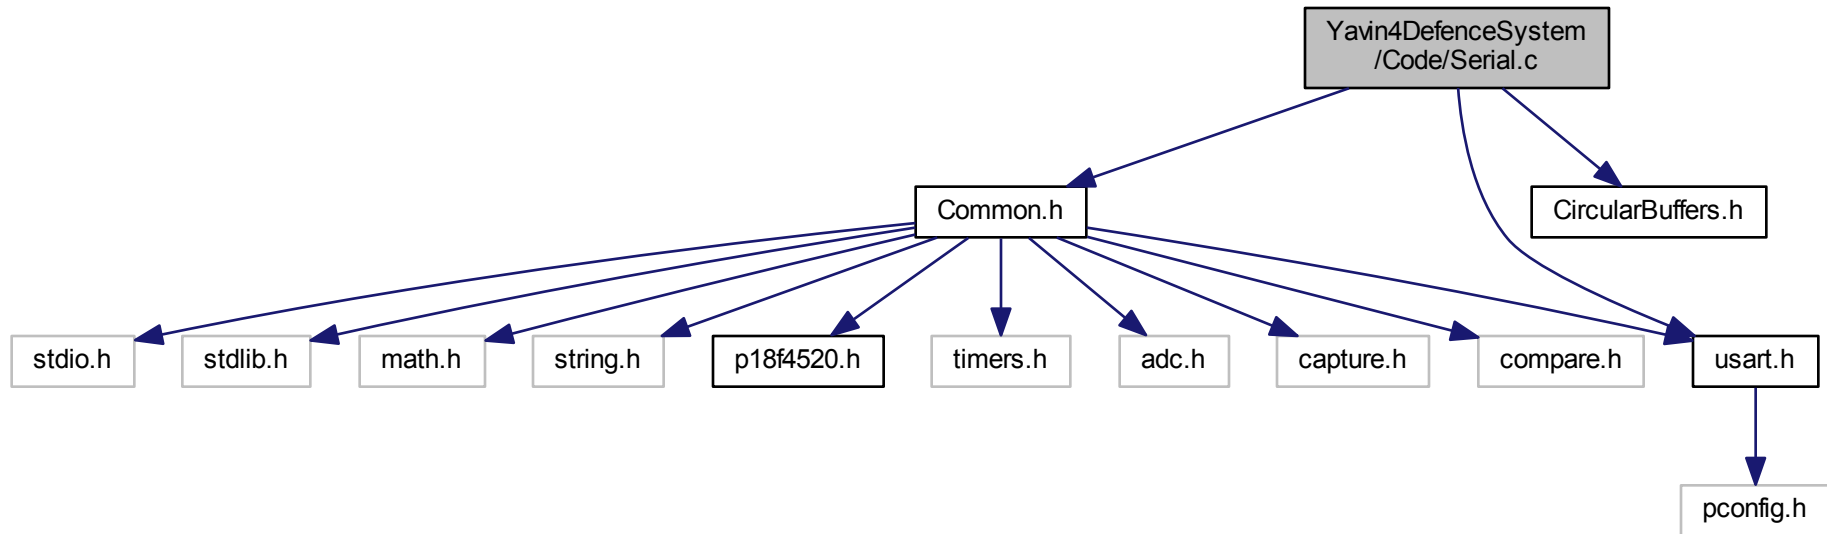 Yavin4DefenceSystem
/Code/Serial.c
Common.h
CircularBuffers.h
stdio.h
stdlib.h
math.h
string.h
p18f4520.h
timers.h
adc.h
capture.h
compare.h
usart.h
pconfig.h